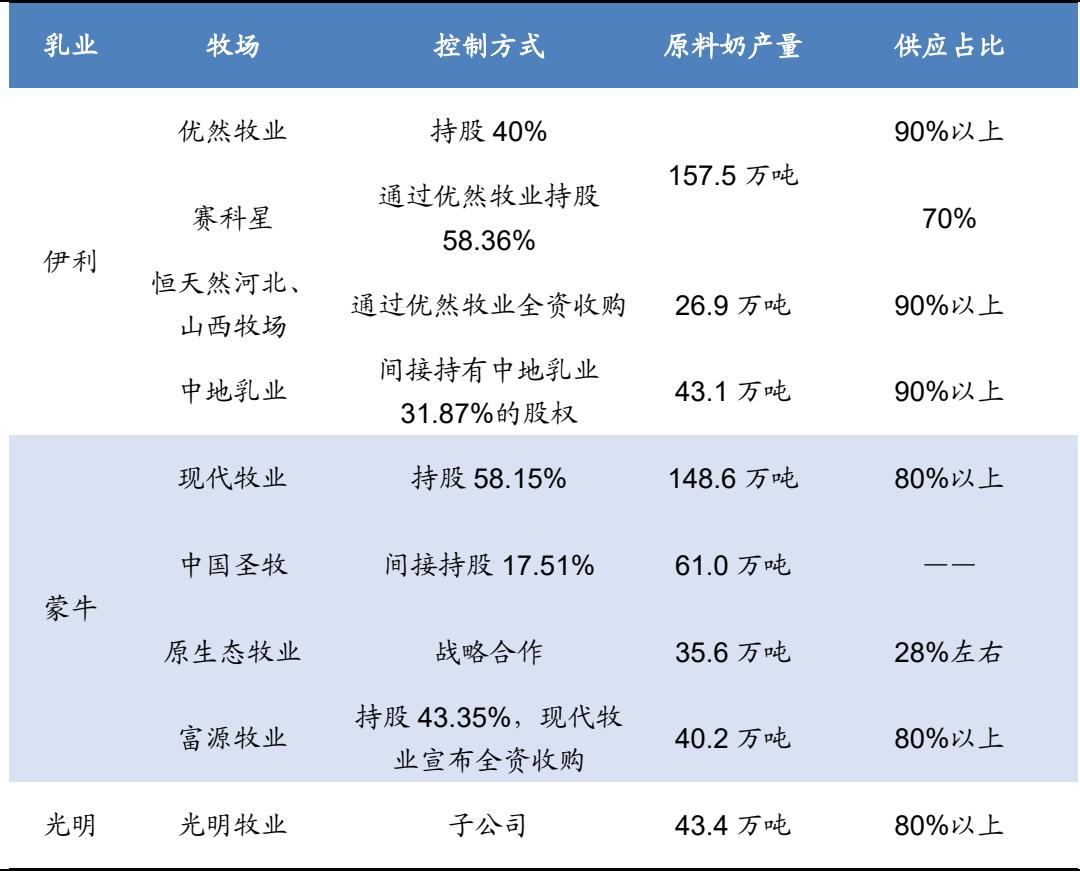 乳业 牧场 控制方式 原料奶产量 供应占比
优然牧业 持股 40% 90%以上
157.5 万吨
赛科星 通过优然牧业持股 70%
58.36%
伊利
恒天然河北、 通过优然牧业全资收购 26.9 万吨 90%以上
山西牧场
中地乳业 间接持有中地乳业 43.1 万吨 90%以上
31.87%的股权
现代牧业 持股 58.15% 148.6 万吨 80%以上
中国圣牧 间接持股 17.51% 61.0 万吨 ——
蒙牛
原生态牧业 战略合作 35.6 万吨 28%左右
富源牧业 持股 43.35%，现代牧 40.2 万吨 80%以上
业宣布全资收购
光明 光明牧业 子公司 43.4 万吨 80%以上